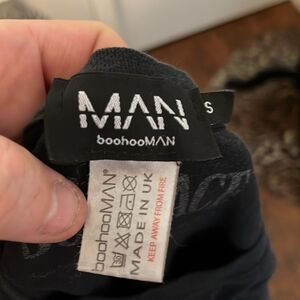 MAN
boohooMAN
S
boohooMAN®
MADE IN UK
KEEP AWAY FROM FIRE